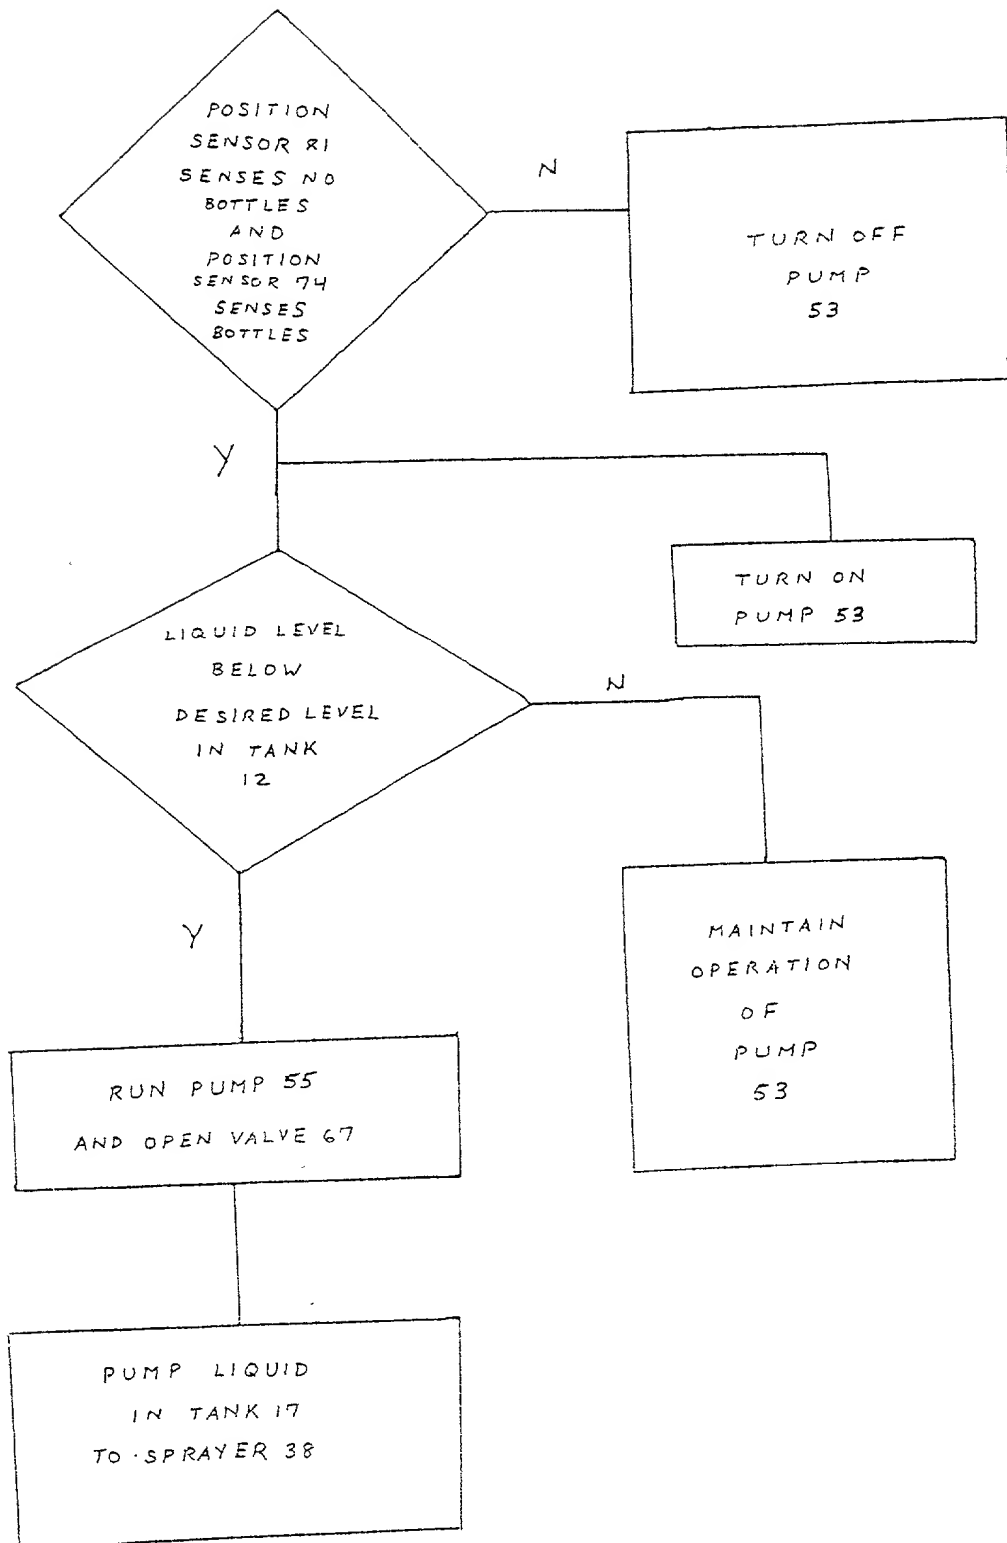 POSITION
SENSOR 81
SENSES NO
BOTTLES
AND
POSITION
SENSOR 74
SENSES
BOTTLES
N
TURN OFF
PUMP
53
Y
TURN ON
PUMP 53
LIQUID LEVEL
BELOW
DESIRED LEVEL
IN TANK
12
N
MAINTAIN
OPERATION
OF
PUMP
53
Y
RUN PUMP 55
AND OPEN VALVE 67
PUMP LIQUID
IN TANK 17
TO SPRAYER 38